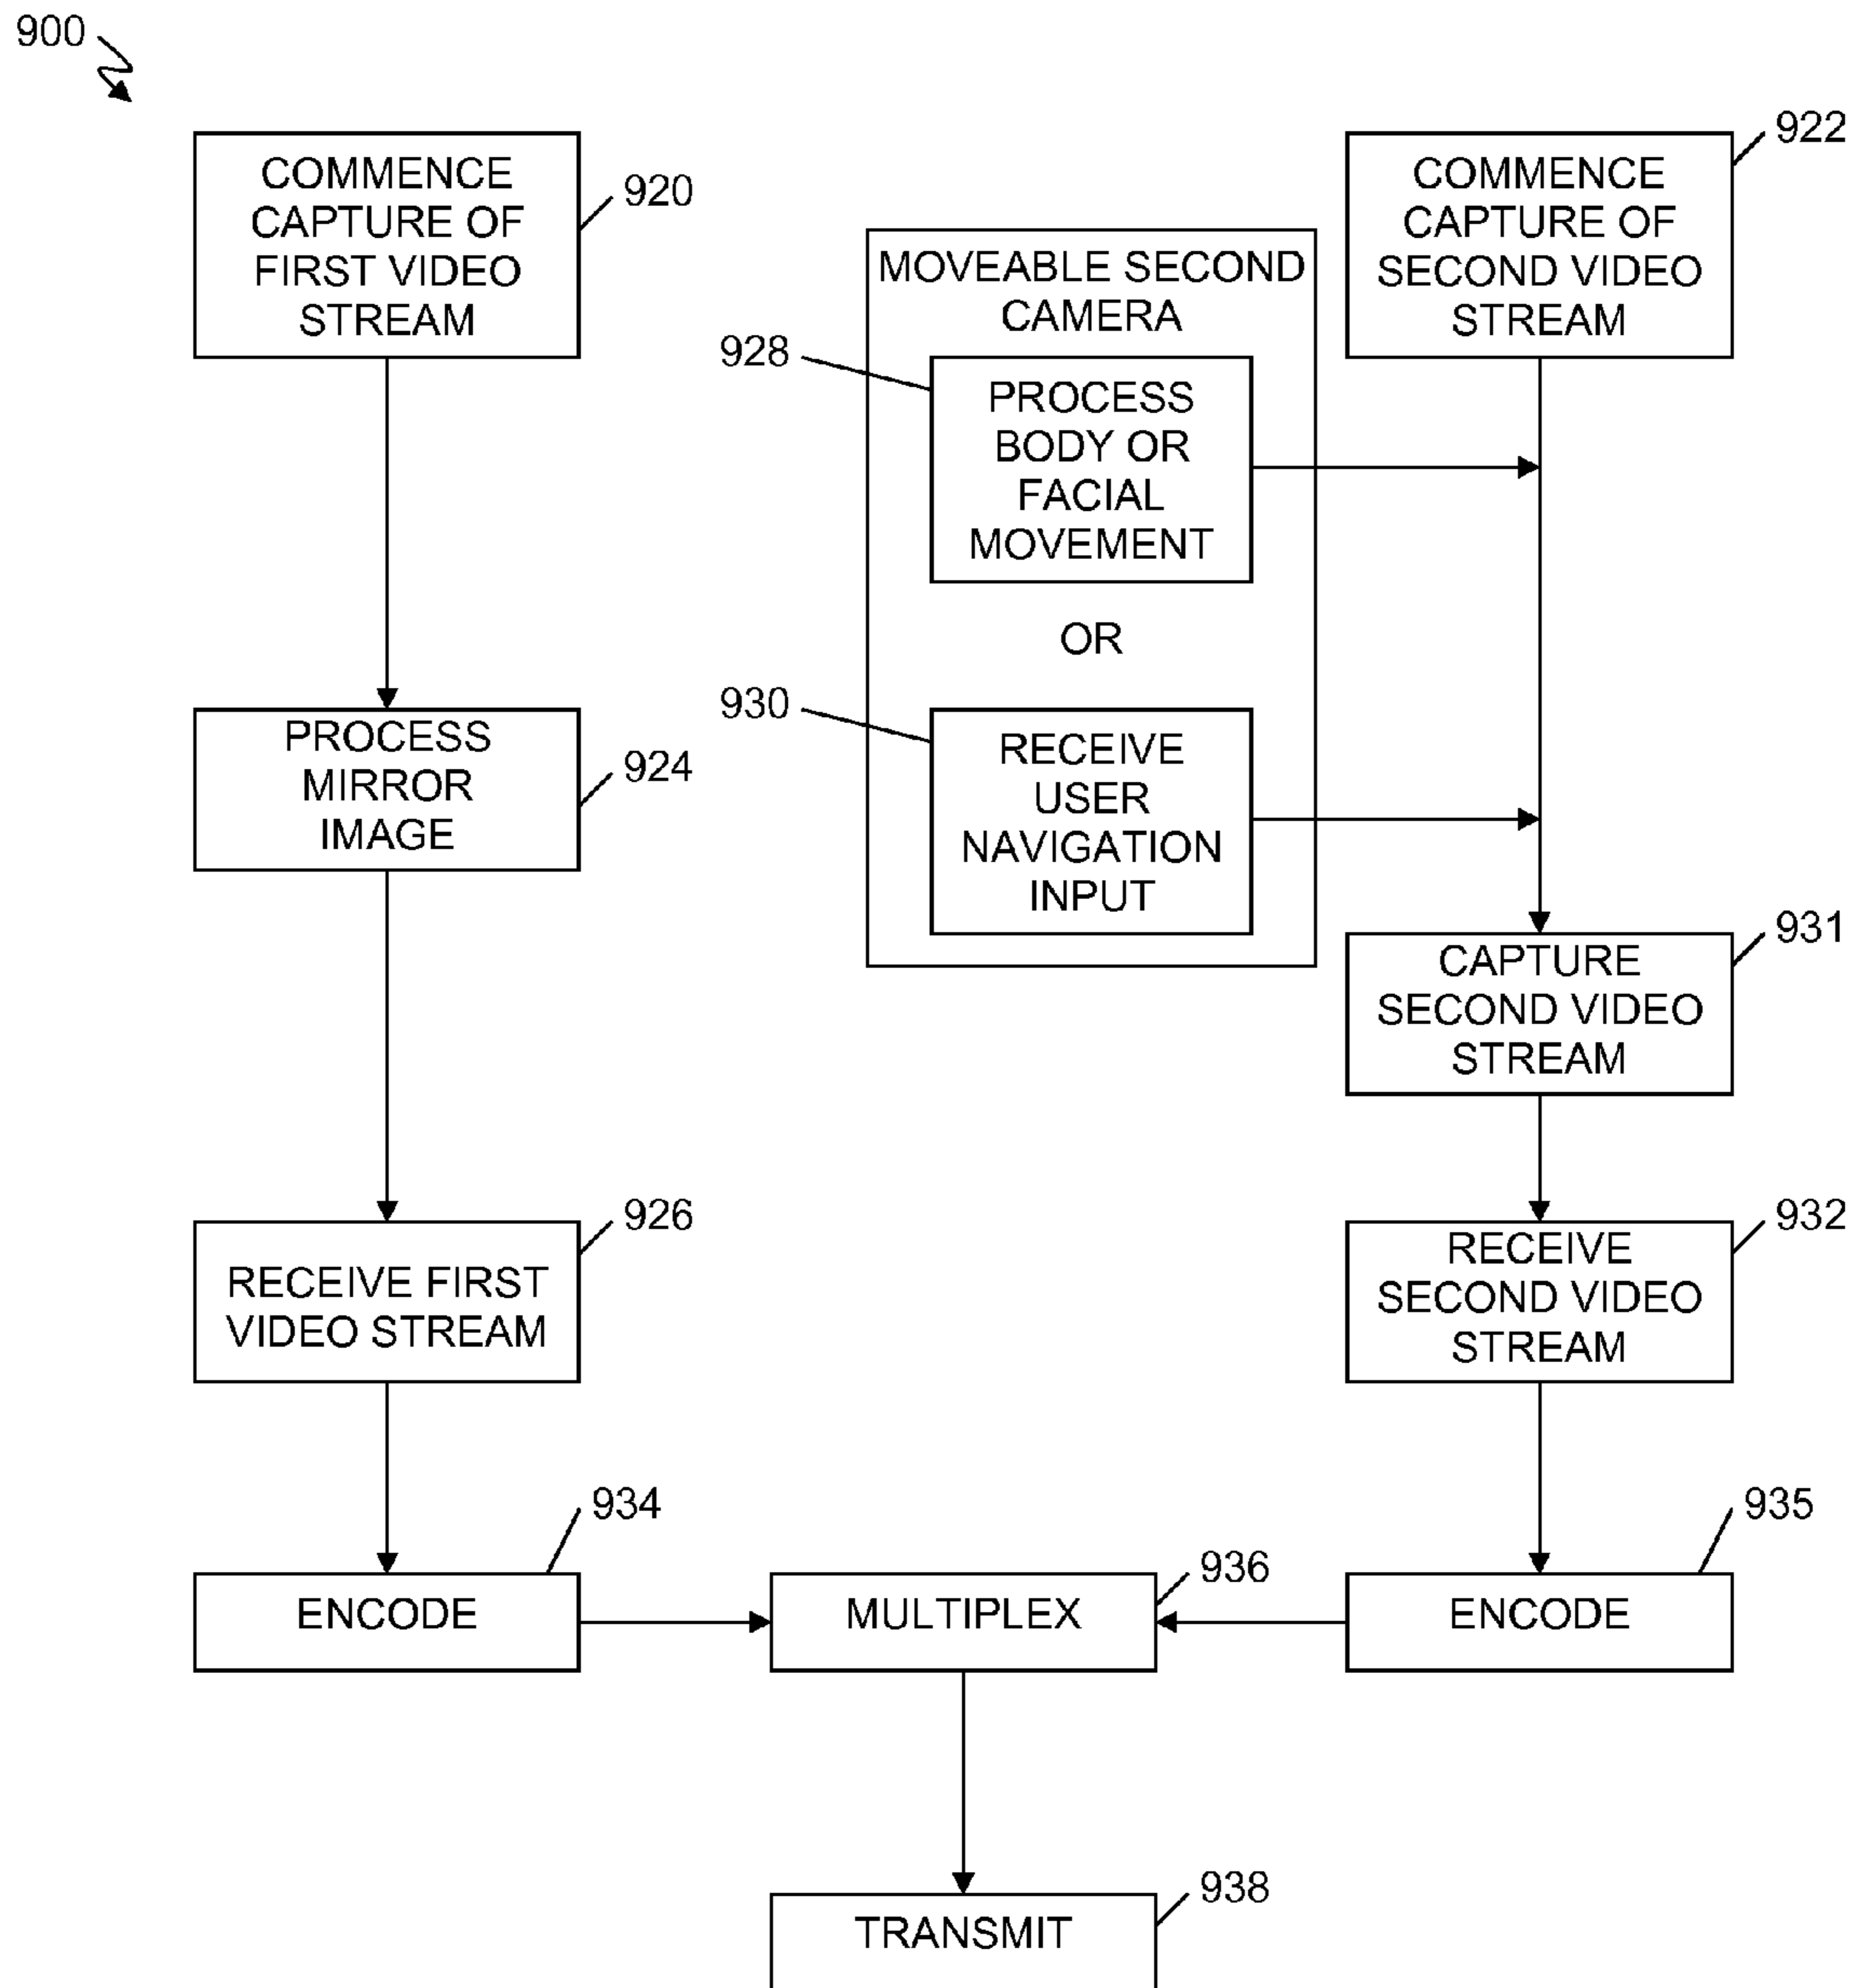 900
COMMENCE
CAPTURE OF
FIRST VIDEO
STREAM
920
COMMENCE
CAPTURE OF
SECOND VIDEO
STREAM
922
MOVEABLE SECOND
CAMERA
928
PROCESS
BODY OR
FACIAL
MOVEMENT
OR
930
RECEIVE
USER
NAVIGATION
INPUT
PROCESS
MIRROR
IMAGE
924
CAPTURE
SECOND VIDEO
STREAM
931
RECEIVE FIRST
VIDEO STREAM
926
RECEIVE
SECOND VIDEO
STREAM
932
ENCODE
934
MULTIPLEX
936
ENCODE
935
TRANSMIT
938